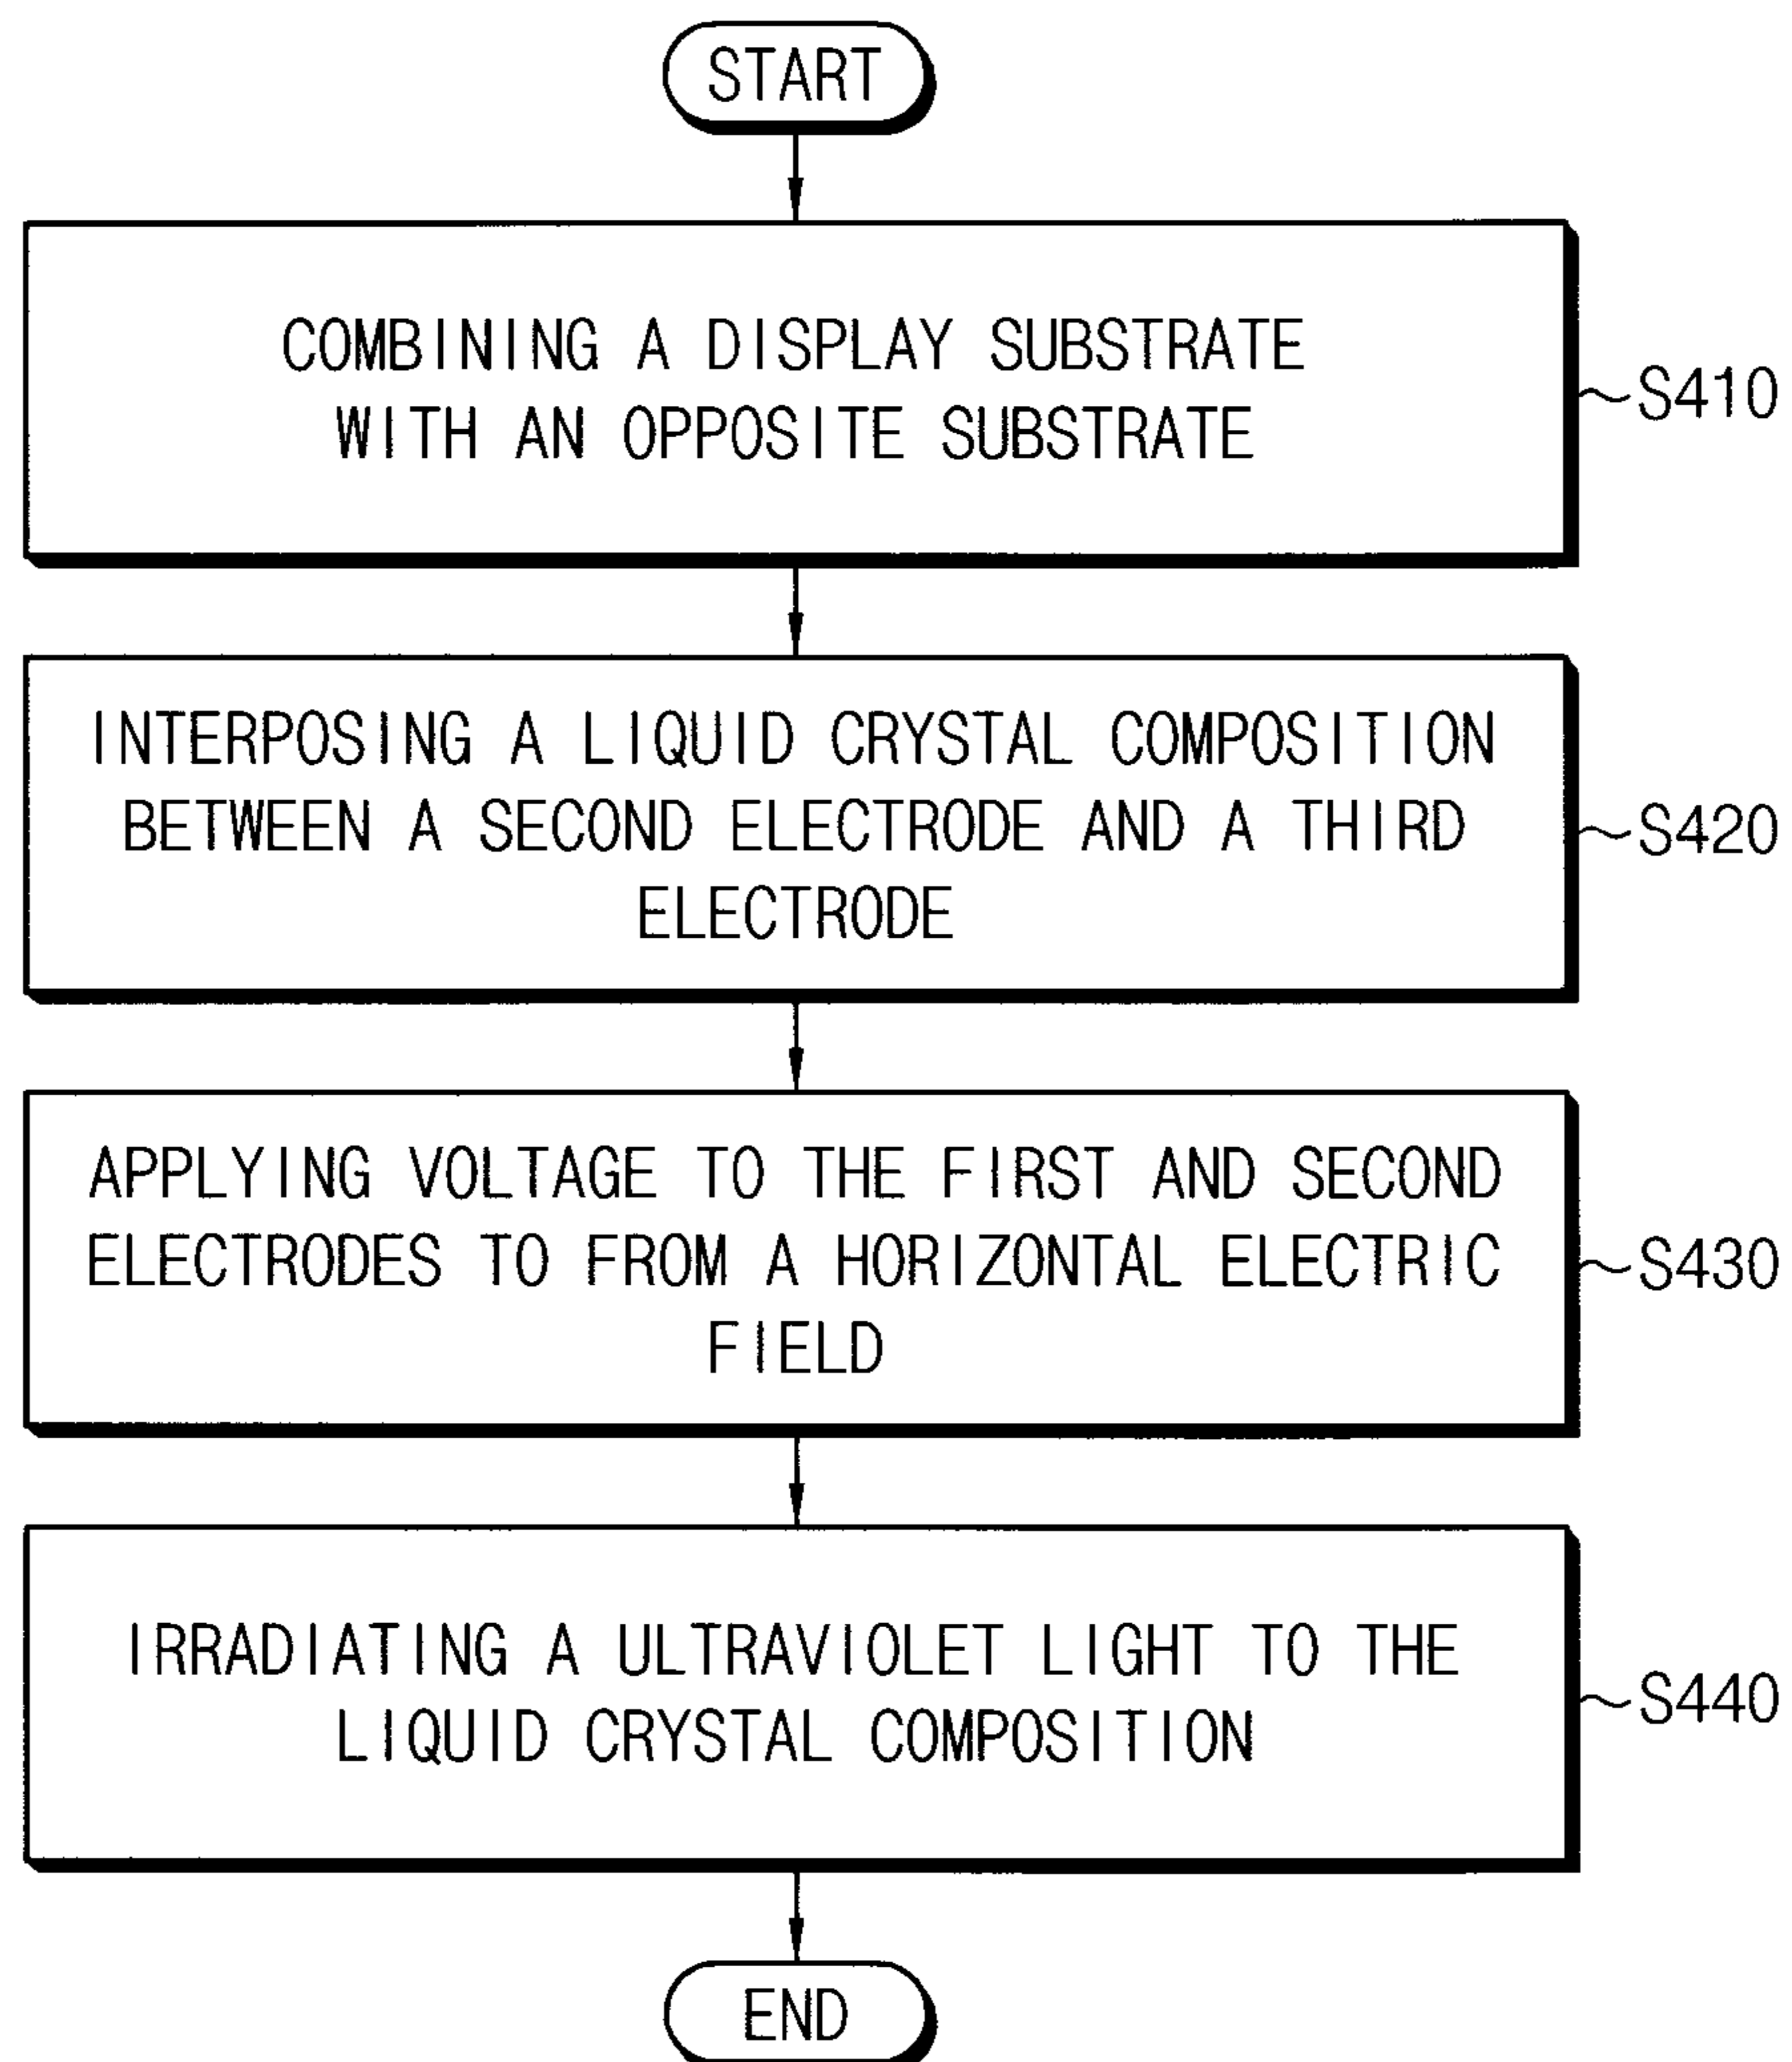 START
COMBINING A DISPLAY SUBSTRATE
WITH AN OPPOSITE SUBSTRATE
S410
INTERPOSING A LIQUID CRYSTAL COMPOSITION
BETWEEN A SECOND ELECTRODE AND A THIRD
ELECTRODE
S420
APPLYING VOLTAGE TO THE FIRST AND SECOND
ELECTRODES TO FROM A HORIZONTAL ELECTRIC
FIELD
S430
IRRADIATING A ULTRAVIOLET LIGHT TO THE
LIQUID CRYSTAL COMPOSITION
S440
END